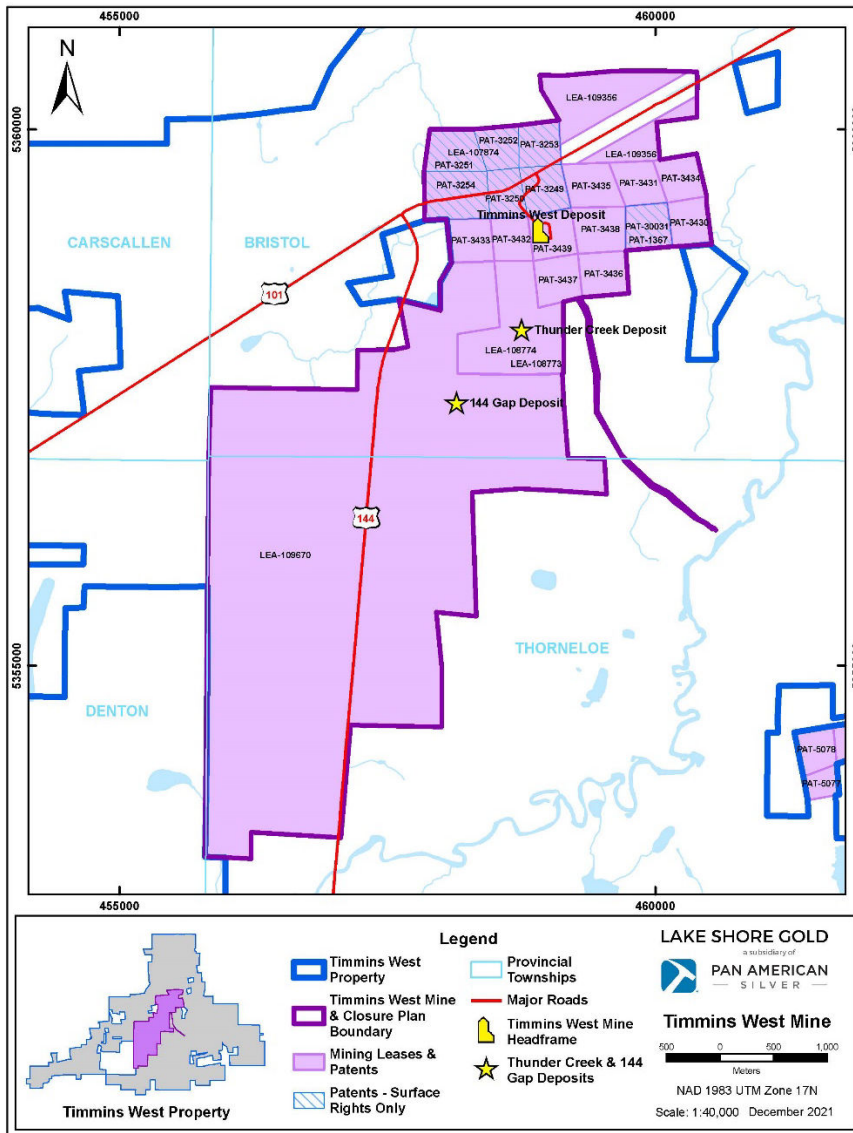 455000
460000
N
5360000
LEA-109356
PAT-3252
PAT-3253
LEA-107874
PAT-3251
LEA-109356
PAT-3254
PAT-3249
PAT-3250
PAT-3435
PAT-3431
PAT-3434
Timmins West Deposit
CARSCALLEN
BRISTOL
PAT-3433
PAT-3432
PAT-3439
PAT-3438
PAT-30031
PAT-1367
PAT-3430
101
PAT-3437
PAT-3436
Thunder Creek Deposit
LEA-108774
LEA-108773
144 Gap Deposit
144
LEA-109670
THORNELOE
5355000
DENTON
PAT-5078
PAT-5077
455000
460000
Legend
Timmins West
Property
Timmins West Mine
& Closure Plan
Boundary
Mining Leases &
Patents
Patents - Surface
Rights Only
Provincial
Townships
Major Roads
Timmins West Mine
Headframe
Thunder Creek & 144
Gap Deposits
Timmins West Property
LAKE SHORE GOLD
a subsidiary of
PAN AMERICAN
SILVER
Timmins West Mine
500 0 500 1,000
Meters
NAD 1983 UTM Zone 17N
Scale: 1:40,000 December 2021